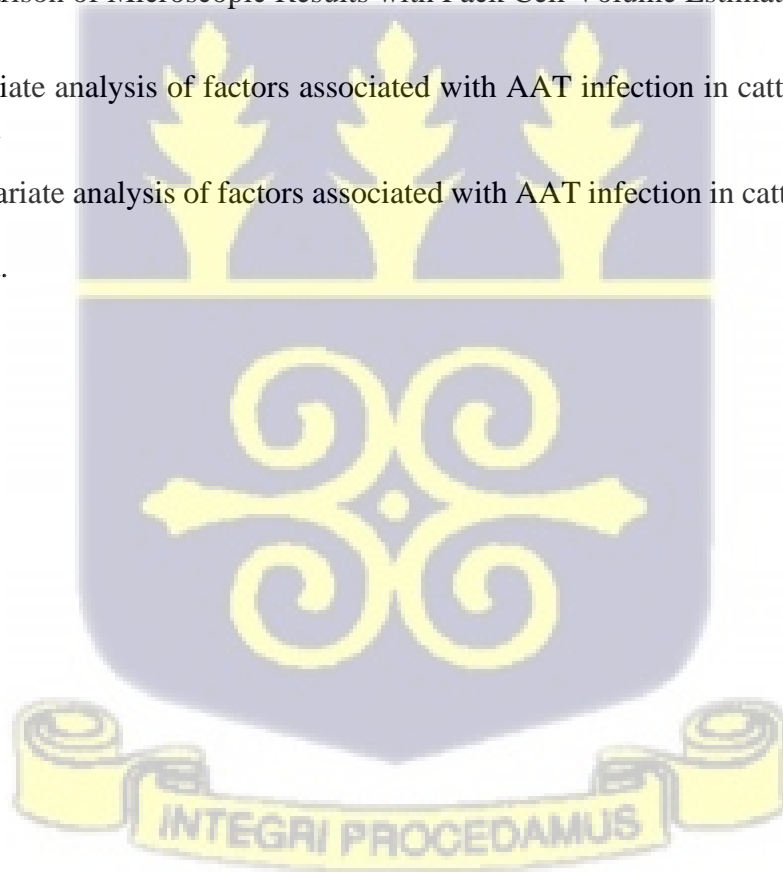 rison of Microscopic Results with Pack Cell Volume Estimat
iate analysis of factors associated with AAT infection in catt
ariate analysis of factors associated with AAT infection in catt
.
INTEGRI PROCEDAMUS